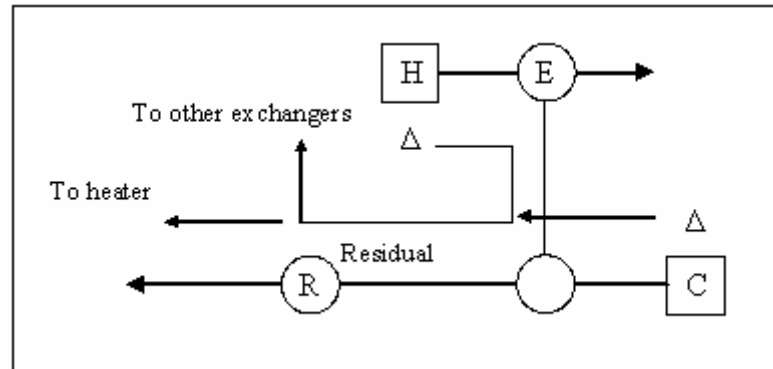 H
E
To other exchangers
Δ
To heater
Δ
Residual
R
C